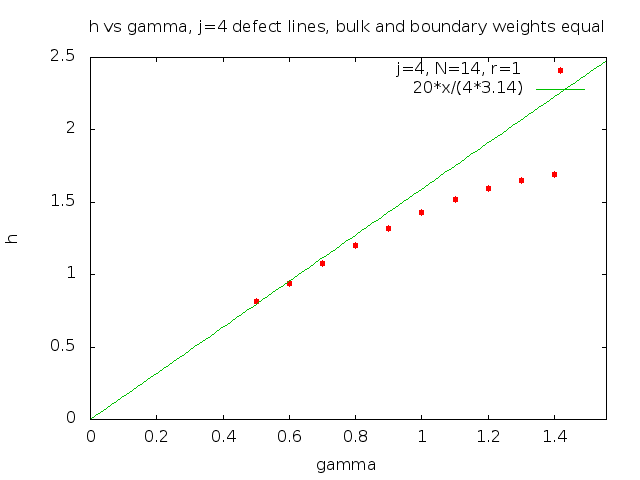 h vs gamma, j=4 defect lines, bulk and boundary weights equal
j=4, N=14, r=1
20*x/(4*3.14)
2.5
2
1.5
1
0.5
0
h
0 0.2 0.4 0.6 0.8 1 1.2 1.4
gamma